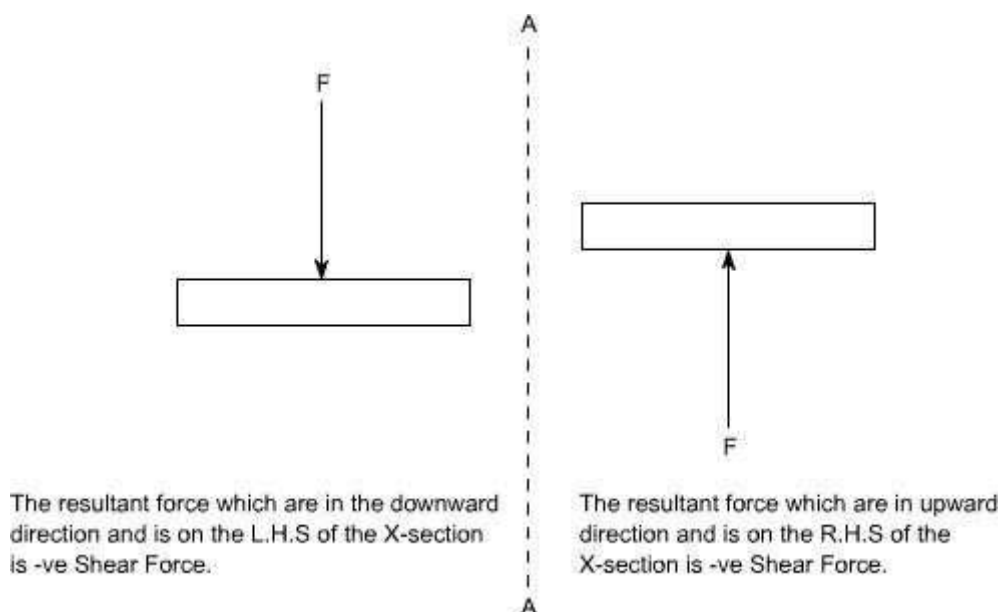 A
F
F
The resultant force which are in the downward
direction and is on the L.H.S of the X-section
is -ve Shear Force.
The resultant force which are in upward
direction and is on the R.H.S of the
X-section is -ve Shear Force.
A